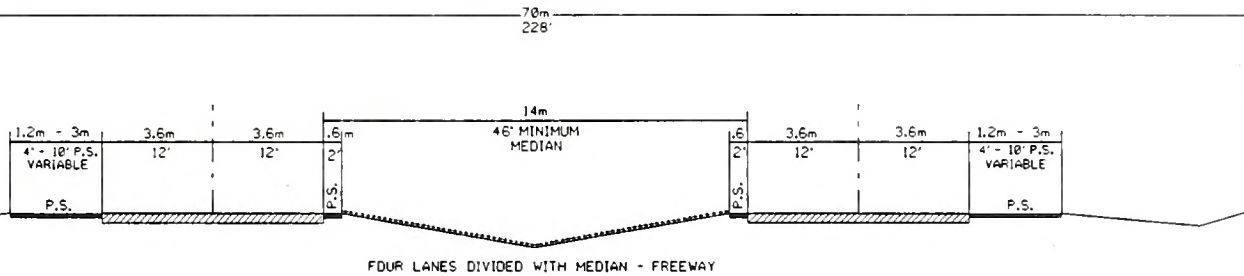 70m
228'
14m
46' MINIMUM
MEDIAN
1.2m - 3m 3.6m 3.6m .6m .6 3.6m 3.6m 1.2m - 3m
4' - 10' P.S. 12' 12' 2' 2' 12' 12' 4' - 10' P.S.
VARIABLE VARIABLE
P.S. P.S. P.S. P.S.
FOUR LANES DIVIDED WITH MEDIAN - FREEWAY